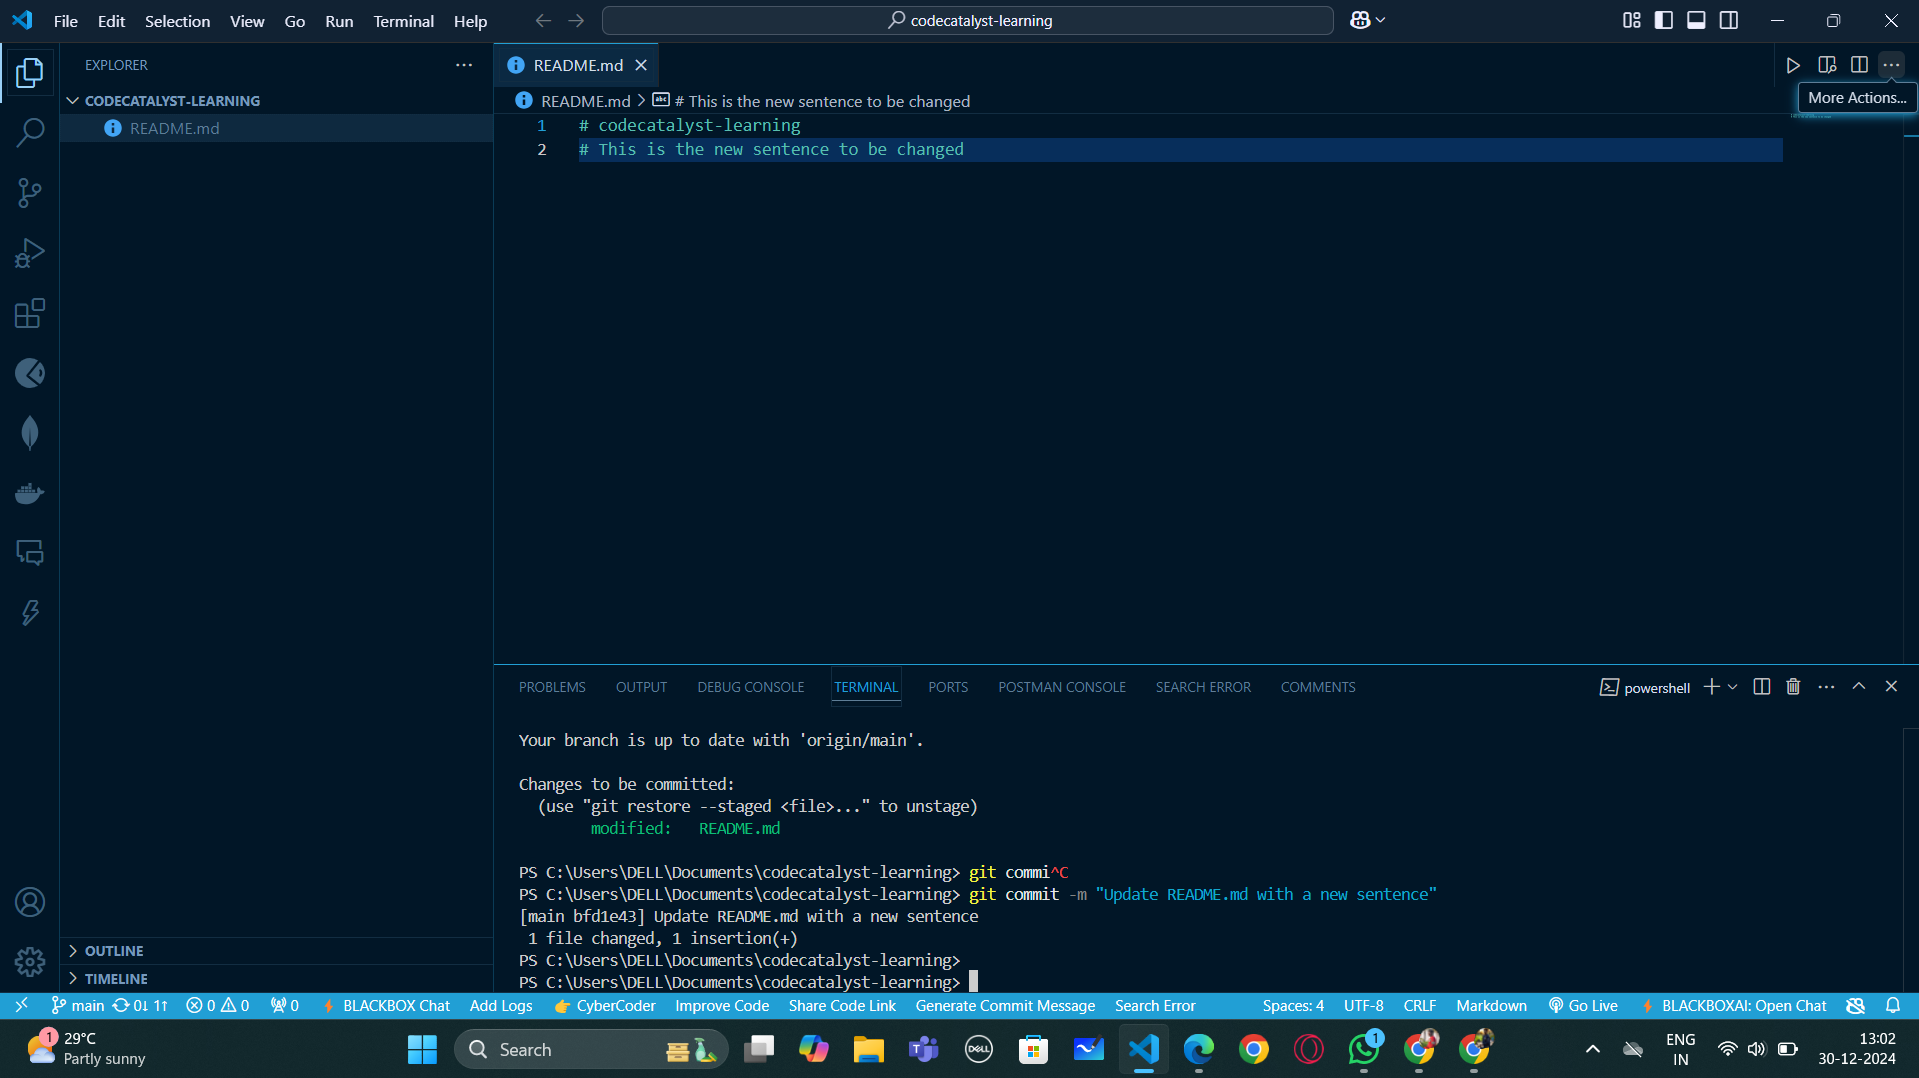 File Edit Selection View Go Run Terminal Help
codecatalyst-learning
EXPLORER
README.md
More Actions...
CODECATALYST-LEARNING
README.md > # This is the new sentence to be changed
README.md
1 # codecatalyst-learning
2 # This is the new sentence to be changed
PROBLEMS OUTPUT DEBUG CONSOLE TERMINAL PORTS POSTMAN CONSOLE SEARCH ERROR COMMENTS
powershell
Your branch is up to date with 'origin/main'.
Changes to be committed:
(use "git restore --staged <file>..." to unstage)
modified: README.md
PS C:\Users\DELL\Documents\codecatalyst-learning> git commi^C
PS C:\Users\DELL\Documents\codecatalyst-learning> git commit -m "Update README.md with a new sentence"
[main bfd1e43] Update README.md with a new sentence
1 file changed, 1 insertion(+)
PS C:\Users\DELL\Documents\codecatalyst-learning>
PS C:\Users\DELL\Documents\codecatalyst-learning>
OUTLINE
TIMELINE
main 0↓ 1↑ 0 0 0 BLACKBOX Chat Add Logs CyberCoder Improve Code Share Code Link Generate Commit Message Search Error Spaces: 4 UTF-8 CRLF Markdown Go Live BLACKBOXAI: Open Chat
1
29°C
Partly sunny
Search
DELL
1
ENG
IN
13:02
30-12-2024